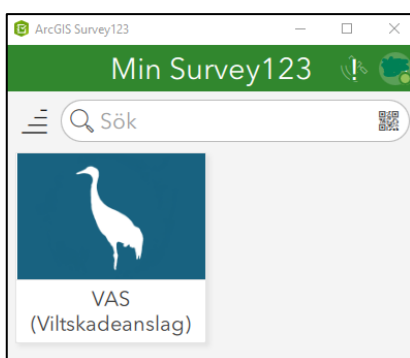 ArcGIS Survey123
Min Survey123
Sök
VAS
(Viltskadeanslag)